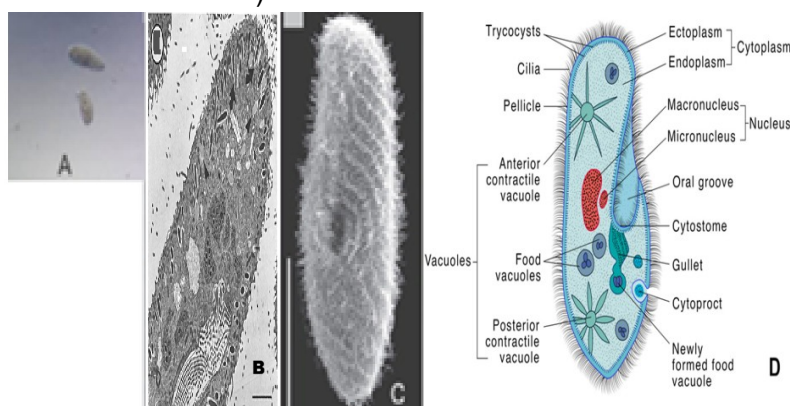 )
A
B
C
Trycocysts
Cilia
Pellicle
Anterior
contractile
vacuole
Vacuoles
Food
vacuoles
Posterior
contractile
vacuole
Ectoplasm
Cytoplasm
Endoplasm
Macronucleus
Nucleus
Micronucleus
Oral groove
Cytostome
Gullet
Cytoproct
Newly
formed food
vacuole
D